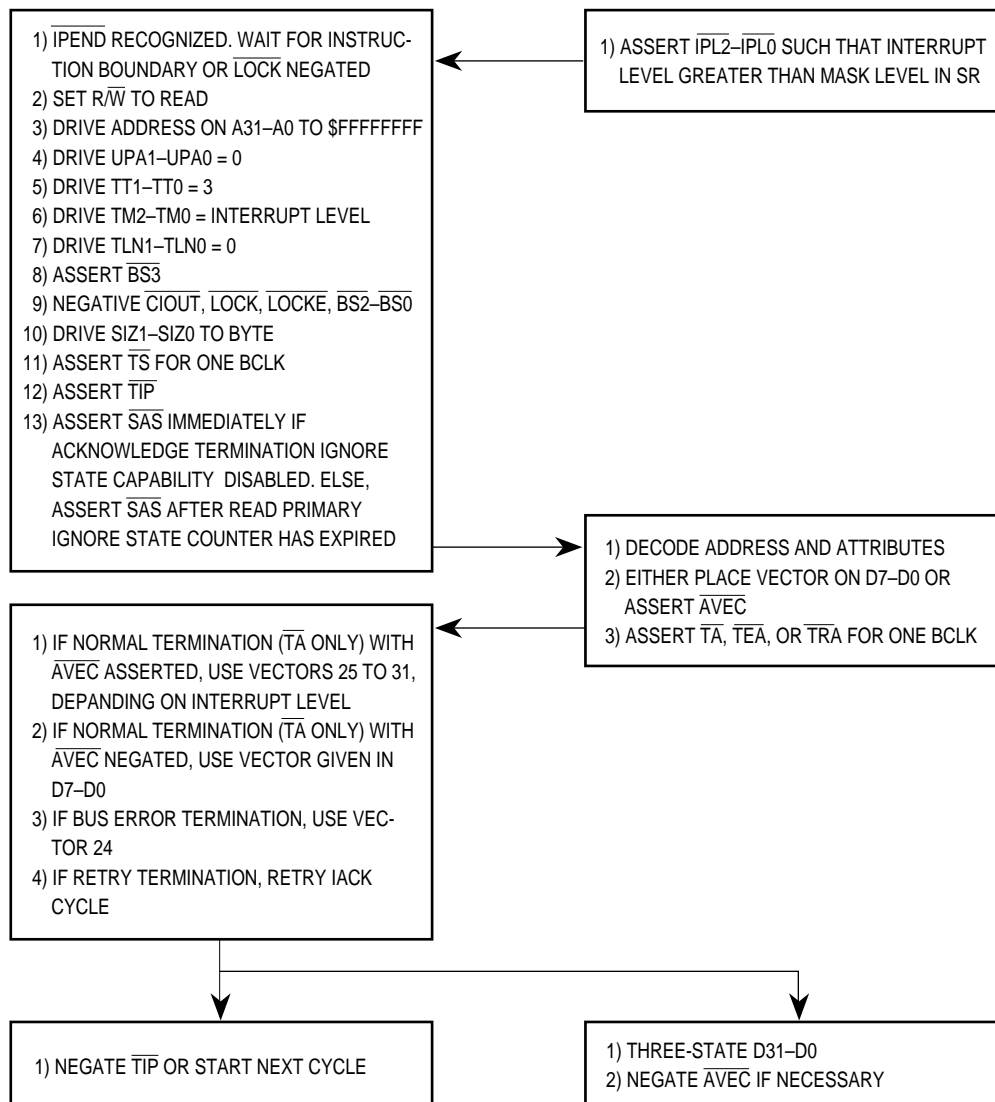 1) IPEND RECOGNIZED. WAIT FOR INSTRUC-
TION BOUNDARY OR LOCK NEGATED
2) SET R/W TO READ
3) DRIVE ADDRESS ON A31–A0 TO $FFFFFFFF
4) DRIVE UPA1–UPA0 = 0
5) DRIVE TT1–TT0 = 3
6) DRIVE TM2–TM0 = INTERRUPT LEVEL
7) DRIVE TLN1–TLN0 = 0
8) ASSERT BS3
9) NEGATIVE CIOUT, LOCK, LOCKE, BS2–BS0
10) DRIVE SIZ1–SIZ0 TO BYTE
11) ASSERT TS FOR ONE BCLK
12) ASSERT TIP
13) ASSERT SAS IMMEDIATELY IF
ACKNOWLEDGE TERMINATION IGNORE
STATE CAPABILITY DISABLED. ELSE,
ASSERT SAS AFTER READ PRIMARY
IGNORE STATE COUNTER HAS EXPIRED
1) ASSERT IPL2–IPL0 SUCH THAT INTERRUPT
LEVEL GREATER THAN MASK LEVEL IN SR
1) DECODE ADDRESS AND ATTRIBUTES
2) EITHER PLACE VECTOR ON D7–D0 OR
ASSERT AVEC
3) ASSERT TA, TEA, OR TRA FOR ONE BCLK
1) IF NORMAL TERMINATION (TA ONLY) WITH
AVEC ASSERTED, USE VECTORS 25 TO 31,
DEPANDING ON INTERRUPT LEVEL
2) IF NORMAL TERMINATION (TA ONLY) WITH
AVEC NEGATED, USE VECTOR GIVEN IN
D7–D0
3) IF BUS ERROR TERMINATION, USE VEC-
TOR 24
4) IF RETRY TERMINATION, RETRY IACK
CYCLE
1) NEGATE TIP OR START NEXT CYCLE
1) THREE-STATE D31–D0
2) NEGATE AVEC IF NECESSARY